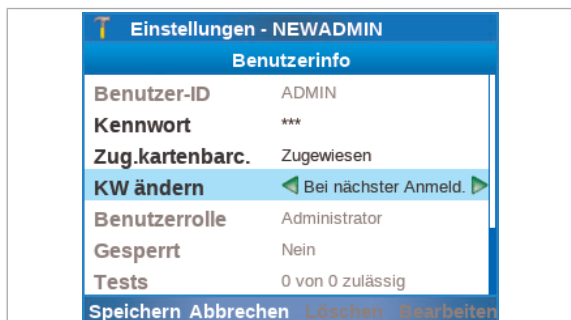 Einstellungen - NEWADMIN
Benutzerinfo
Benutzer-ID ADMIN
Kennwort ***
Zug.kartenbarc. Zugewiesen
KW ändern Bei nächster Anmeld.
Benutzerrolle Administrator
Gesperrt Nein
Tests 0 von 0 zulässig
Speichern Abbrechen Löschen Bearbeiten